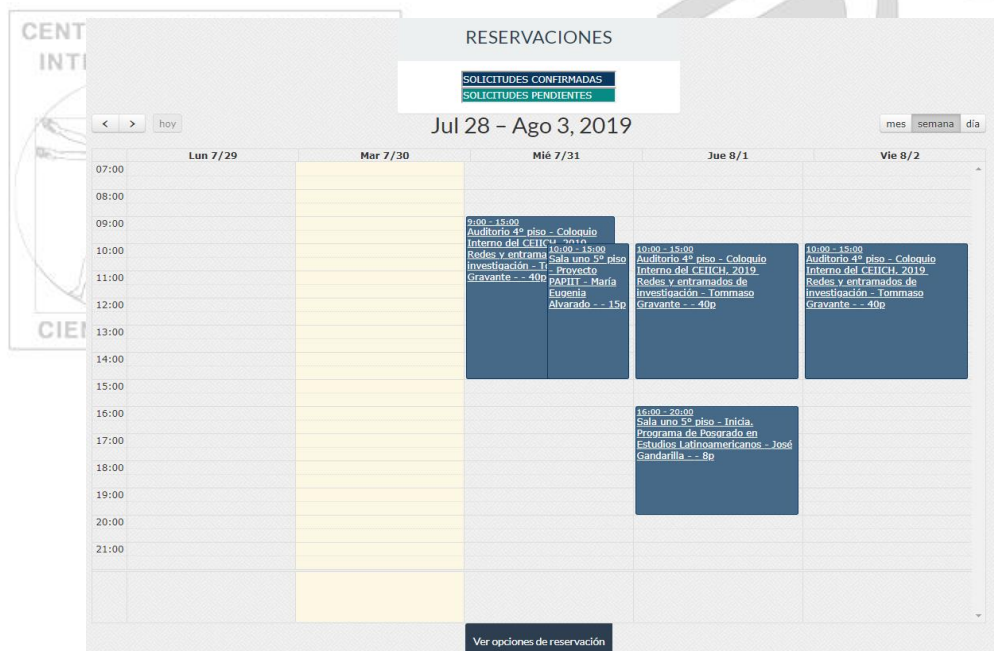 CENT
INTI
CIEN
RESERVACIONES
SOLICITUDES CONFIRMADAS
SOLICITUDES PENDIENTES
< > hoy
Jul 28 – Ago 3, 2019
mes semana día
Lun 7/29 Mar 7/30 Mié 7/31 Jue 8/1 Vie 8/2
07:00
08:00
09:00
10:00
11:00
12:00
13:00
14:00
15:00
16:00
17:00
18:00
19:00
20:00
21:00
9:00 - 15:00
Auditorio 4º piso - Coloquio
Interno del CEIICH, 2019
Redes y entrama
investigación - T
Gravante - - 40p
10:00 - 15:00
Sala uno 5º piso
- Proyecto
PAPIIT - María
Eugenia
Alvarado - - 15p
10:00 - 15:00
Auditorio 4º piso - Coloquio
Interno del CEIICH, 2019
Redes y entramados de
investigación - Tommaso
Gravante - - 40p
16:00 - 20:00
Sala uno 5º piso - Inicia.
Programa de Posgrado en
Estudios Latinoamericanos - José
Gandarilla - - 8p
10:00 - 15:00
Auditorio 4º piso - Coloquio
Interno del CEIICH, 2019
Redes y entramados de
investigación - Tommaso
Gravante - - 40p
Ver opciones de reservación